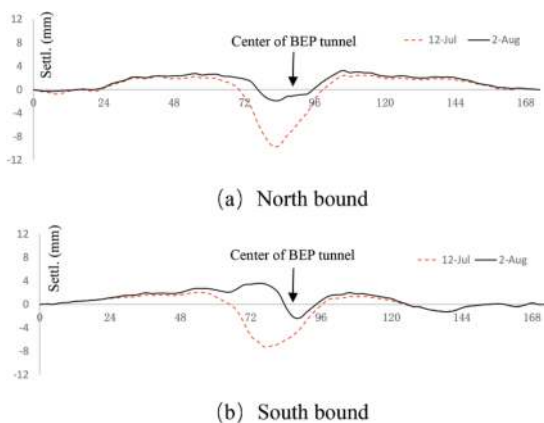 12
8
4
0
-4
-8
-12
Settl. (mm)
Center of BEP tunnel
12-Jul 2-Aug
0 24 48 72 96 120 144 168
(a) North bound
12
8
4
0
-4
-8
-12
Settl. (mm)
Center of BEP tunnel
12-Jul 2-Aug
0 24 48 72 96 120 144 168
(b) South bound